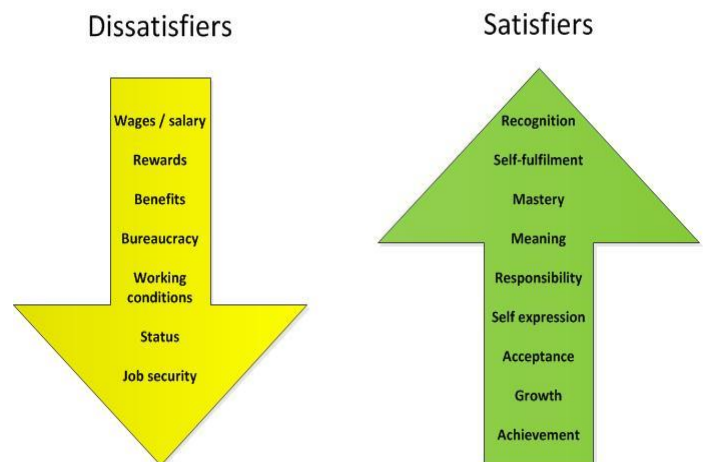 Dissatisfiers
Wages / salary
Rewards
Benefits
Bureaucracy
Working
conditions
Status
Job security
Satisfiers
Recognition
Self-fulfilment
Mastery
Meaning
Responsibility
Self expression
Acceptance
Growth
Achievement